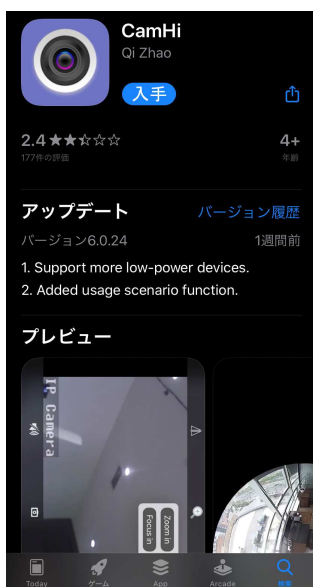 CamHi
Qi Zhao
入手
2.4★★☆☆☆
4+
177件の評価
年齢
アップデート
バージョン履歴
バージョン6.0.24
1週間前
1. Support more low-power devices.
2. Added usage scenario function.
プレビュー
IP Camera
Zoom in
Focus in
Today
ゲーム
App
Arcade
検索